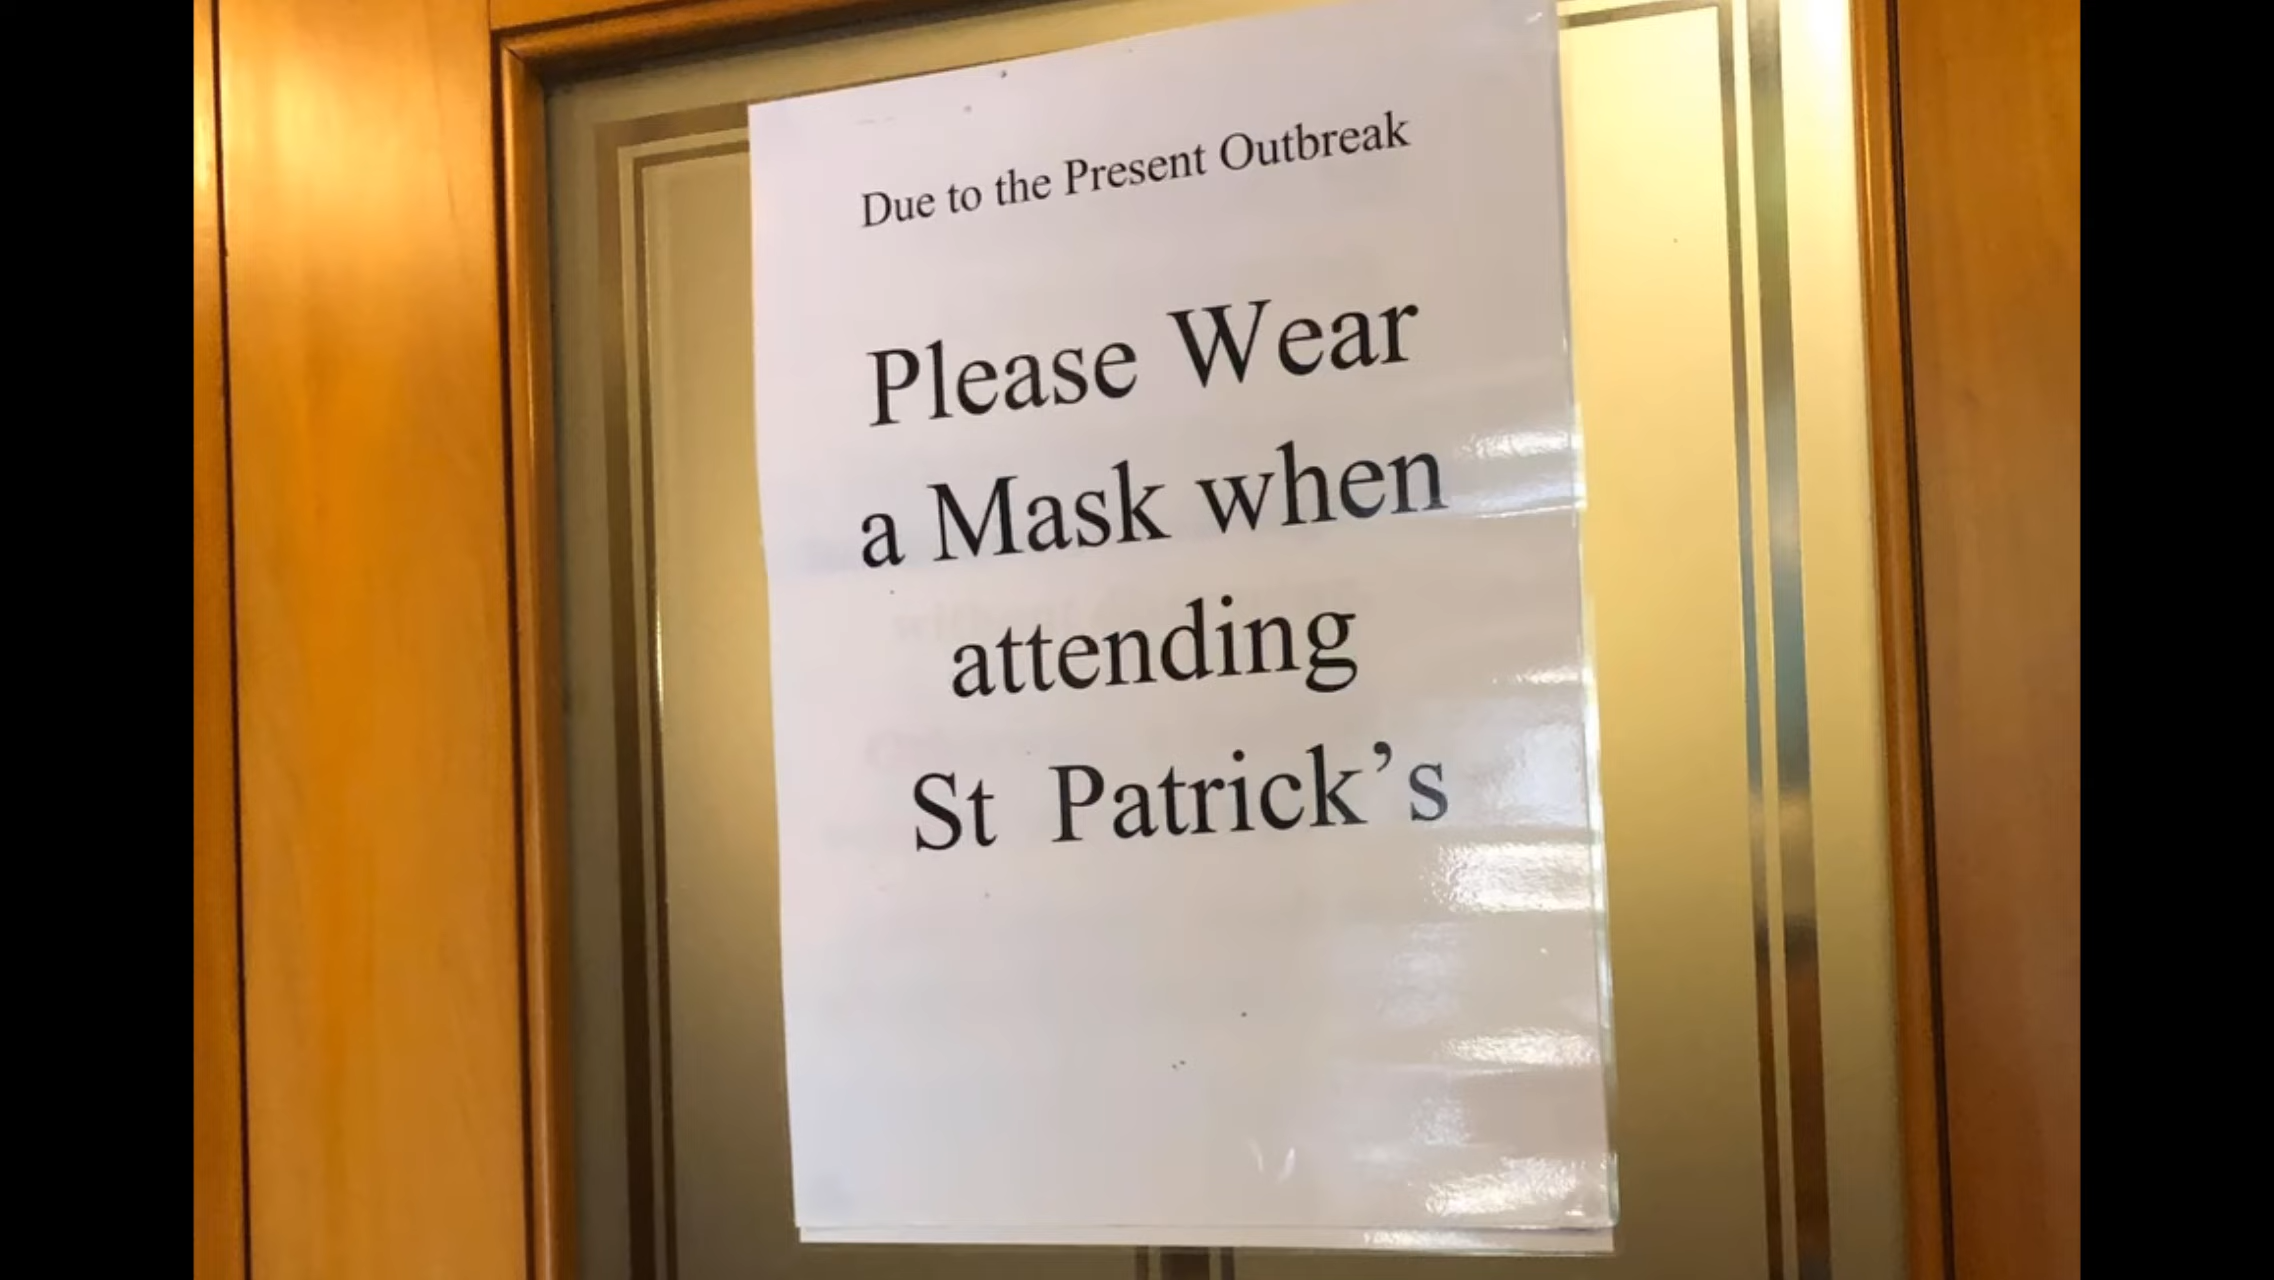 Due to the Present Outbreak
Please Wear
a Mask when
attending
St Patrick’s